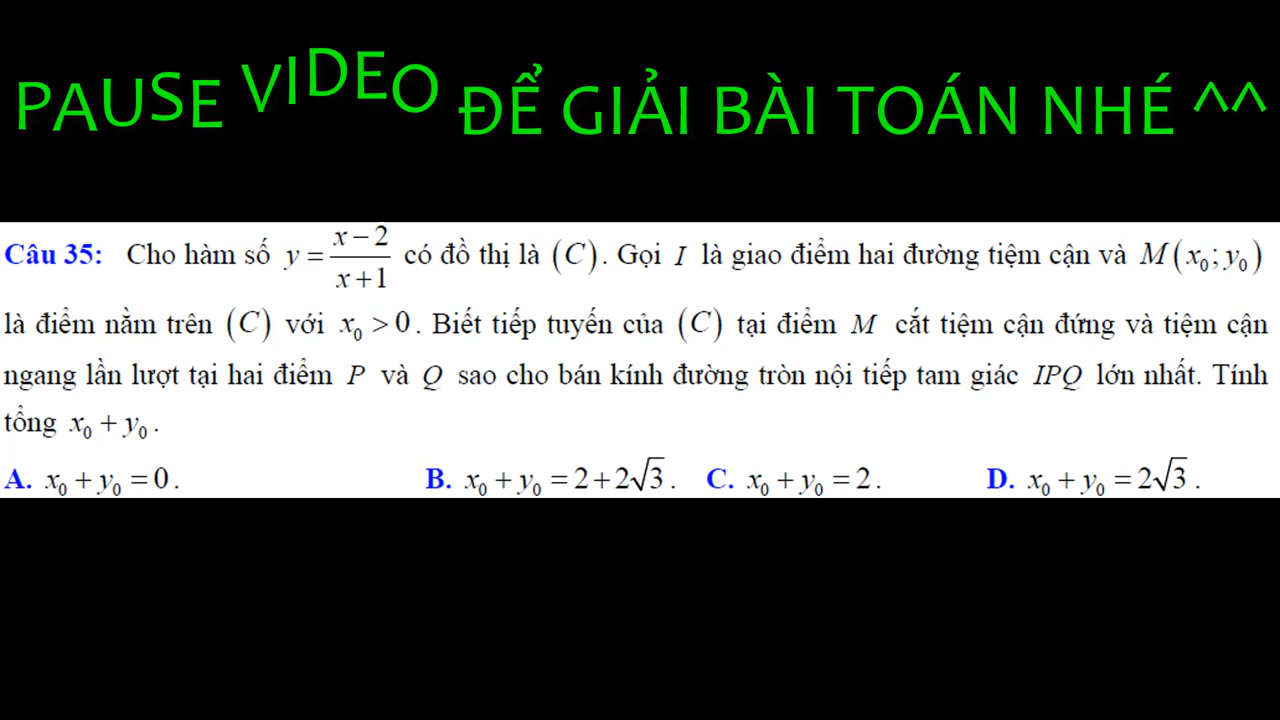 PAUSE VIDEO ĐỂ GIẢI BÀI TOÁN NHÉ ^^
Câu 35: Cho hàm số y = \frac{x-2}{x+1} có đồ thị là (C). Gọi I là giao điểm hai đường tiệm cận và M(x₀; y₀)
là điểm nằm trên (C) với x₀ > 0. Biết tiếp tuyến của (C) tại điểm M cắt tiệm cận đứng và tiệm cận
ngang lần lượt tại hai điểm P và Q sao cho bán kính đường tròn nội tiếp tam giác IPQ lớn nhất. Tính
tổng x₀ + y₀.
A. x₀ + y₀ = 0. B. x₀ + y₀ = 2 + 2√3. C. x₀ + y₀ = 2. D. x₀ + y₀ = 2√3.